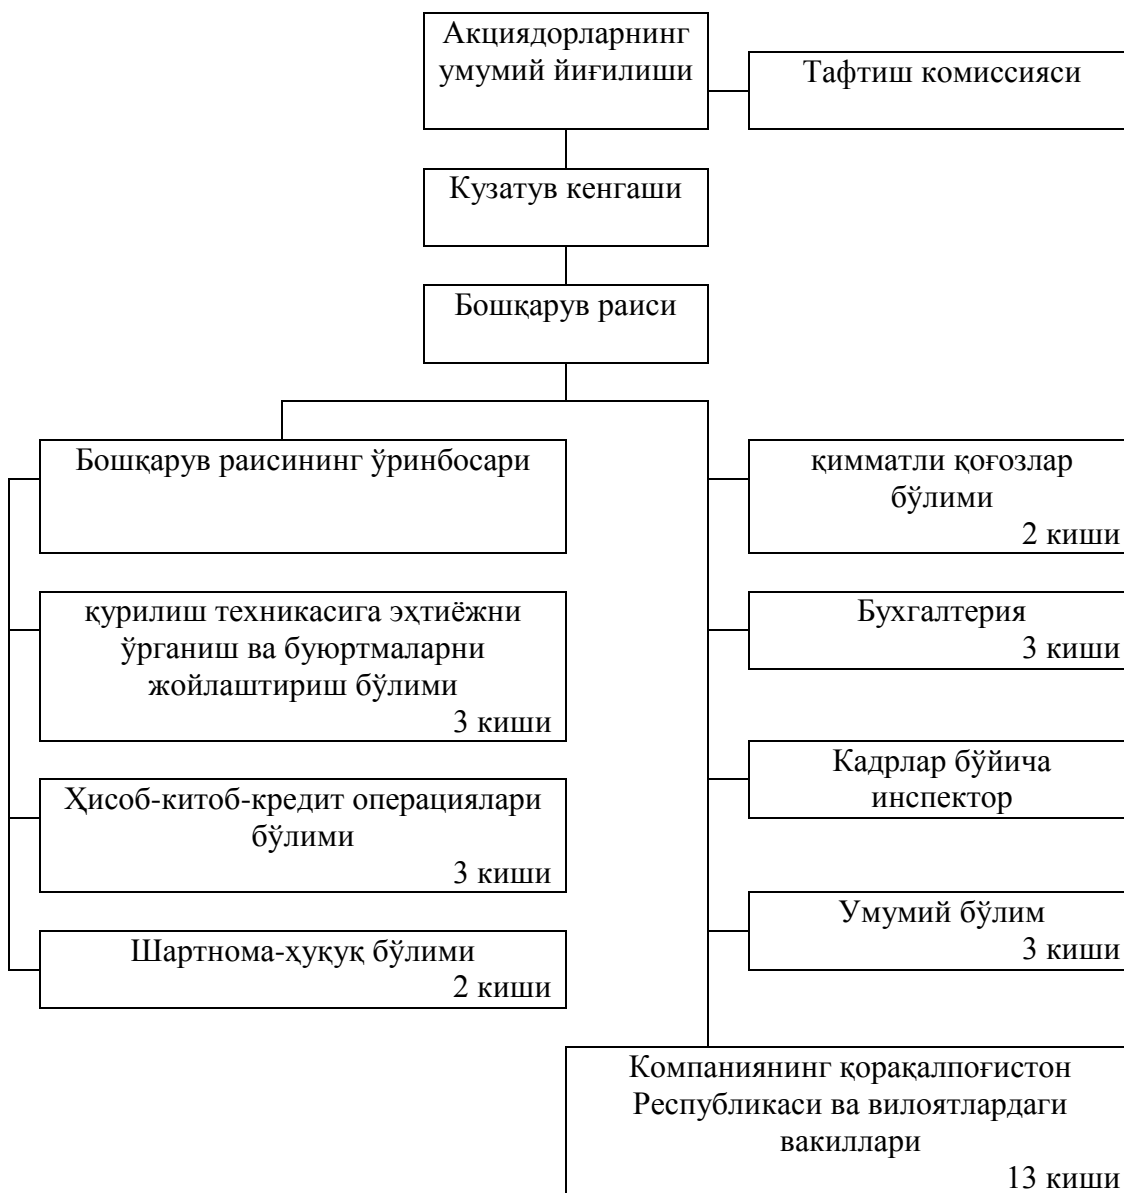 Акциядорларнинг
умумий йиғилиши
Тафтиш комиссияси
Кузатув кенгаши
Бошқарув раиси
Бошқарув раисининг ўринбосари
қурилиш техникасига эҳтиёжни
ўрганиш ва буюртмаларни
жойлаштириш бўлими
3 киши
Ҳисоб-китоб-кредит операциялари
бўлими
3 киши
Шартнома-ҳуқуқ бўлими
2 киши
қимматли қоғозлар
бўлими
2 киши
Бухгалтерия
3 киши
Кадрлар бўйича
инспектор
Умумий бўлим
3 киши
Компаниянинг қорақалпоғистон
Республикаси ва вилоятлардаги
вакиллари
13 киши